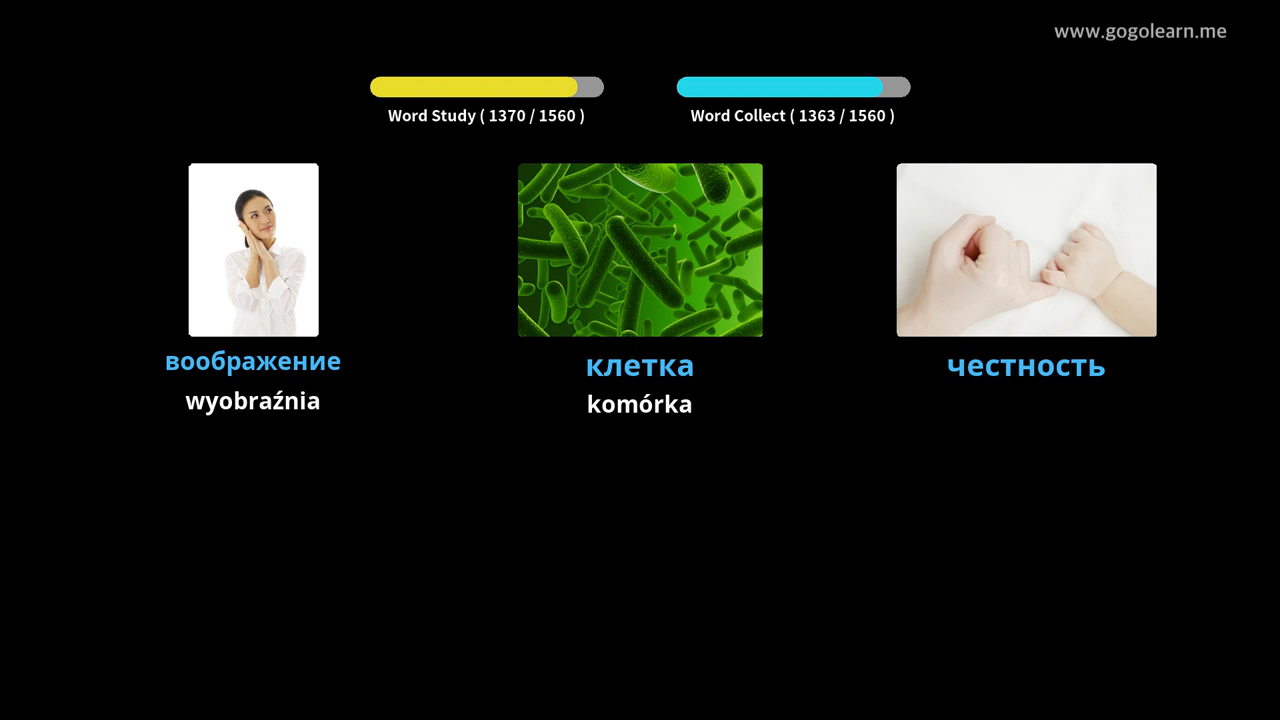 www.gogolearn.me
Word Study ( 1370 / 1560 )
Word Collect ( 1363 / 1560 )
воображение
wyobraźnia
клетка
komórka
честность